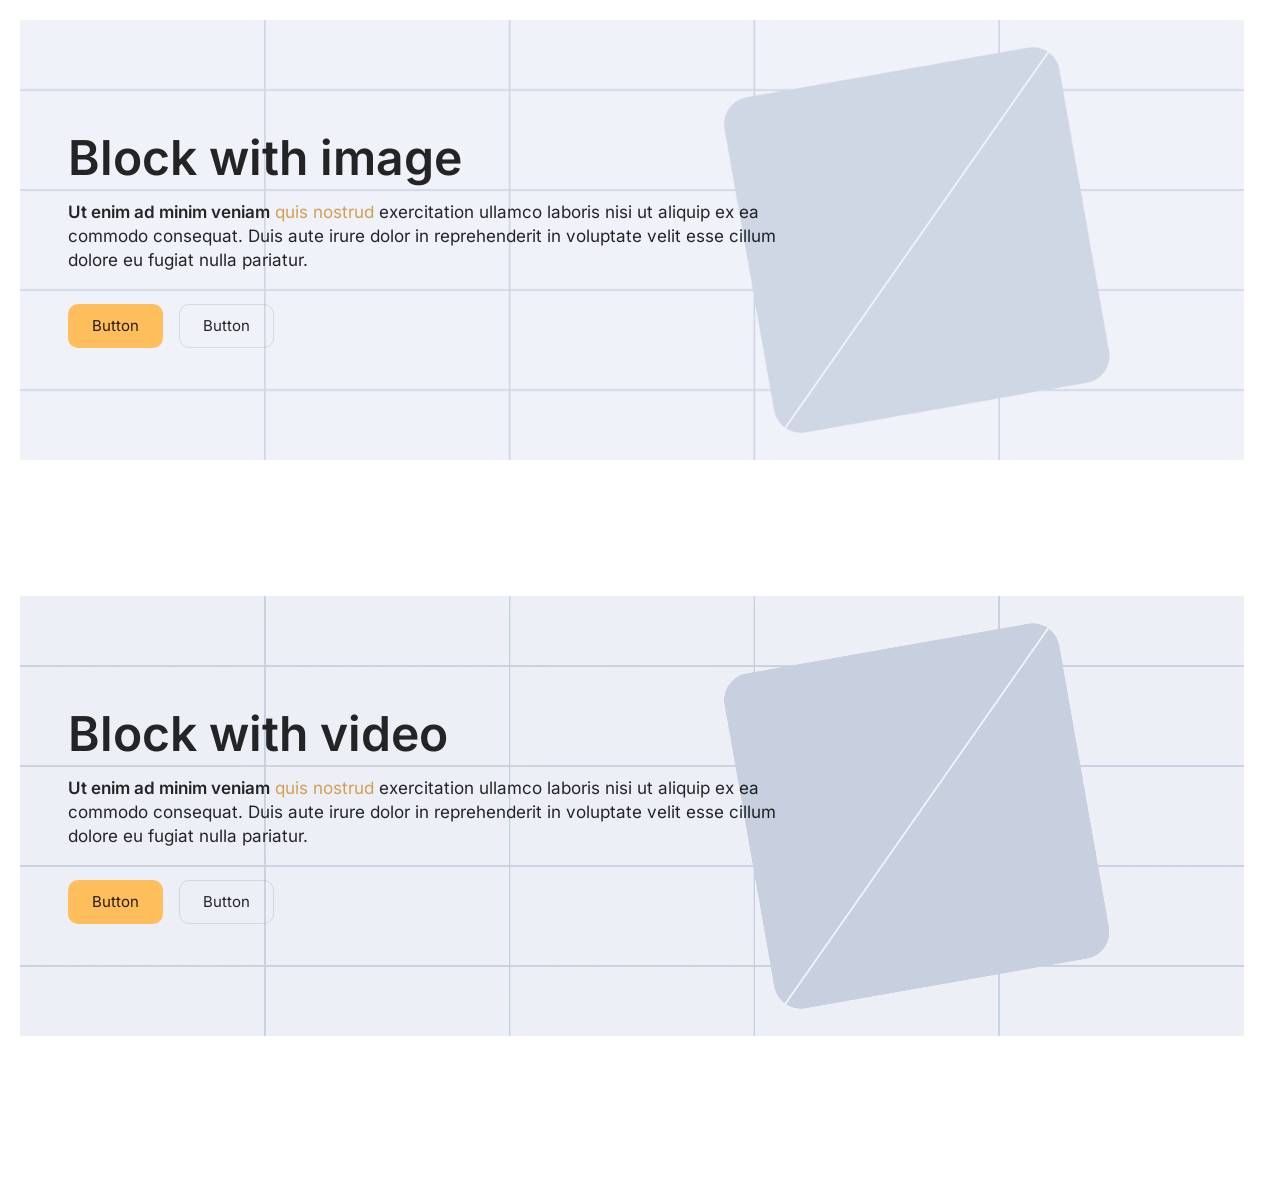 Block with image
Ut enim ad minim veniam quis nostrud exercitation ullamco laboris nisi ut aliquip ex ea
commodo consequat. Duis aute irure dolor in reprehenderit in voluptate velit esse cillum
dolore eu fugiat nulla pariatur.
Button Button
Block with video
Ut enim ad minim veniam quis nostrud exercitation ullamco laboris nisi ut aliquip ex ea
commodo consequat. Duis aute irure dolor in reprehenderit in voluptate velit esse cillum
dolore eu fugiat nulla pariatur.
Button Button